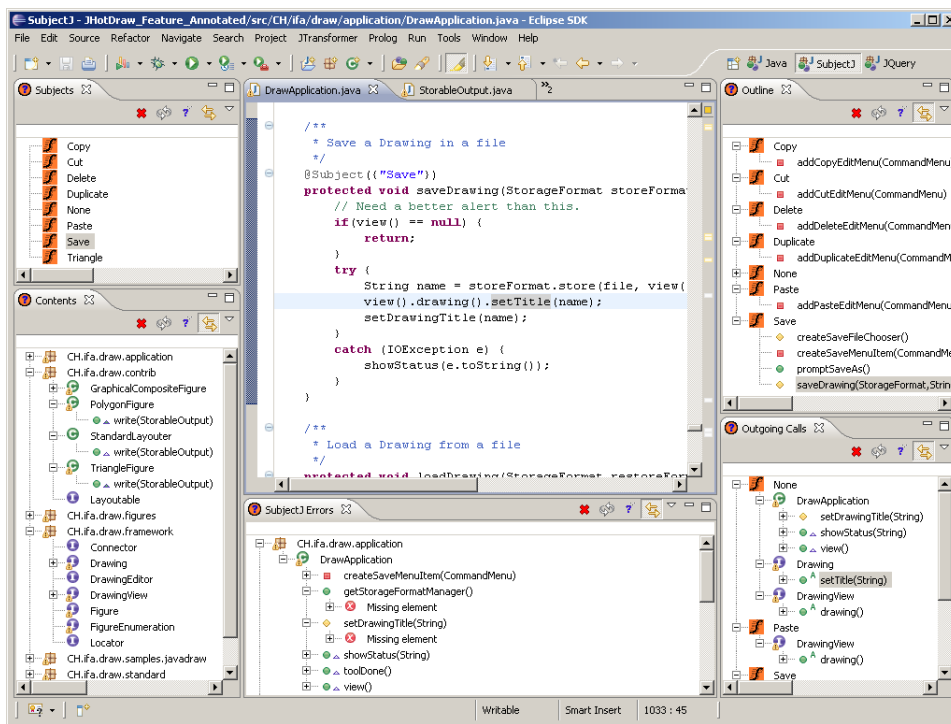 SubjectJ - JHotDraw_Feature_Annotated/src/CH/ifa/draw/application/DrawApplication.java - Eclipse SDK
File Edit Source Refactor Navigate Search Project JTransformer Prolog Run Tools Window Help
Java SubjectJ JQuery
Subjects
Copy
Cut
Delete
Duplicate
None
Paste
Save
Triangle
Contents
CH.ifa.draw.application
CH.ifa.draw.contrib
GraphicalCompositeFigure
PolygonFigure
write(StorableOutput)
StandardLayouter
write(StorableOutput)
TriangleFigure
write(StorableOutput)
Layoutable
CH.ifa.draw.figures
CH.ifa.draw.framework
Connector
Drawing
DrawingEditor
DrawingView
Figure
FigureEnumeration
Locator
CH.ifa.draw.samples.javadraw
CH.ifa.draw.standard
DrawApplication.java StorableOutput.java »2
/**
* Save a Drawing in a file
*/
@Subject(("Save"))
protected void saveDrawing(StorageFormat storeFormat
// Need a better alert than this.
if(view() == null) {
return;
}
try {
String name = storeFormat.store(file, view(
view().drawing().setTitle(name);
setDrawingTitle(name);
}
catch (IOException e) {
showStatus(e.toString());
}
}
/**
* Load a Drawing from a file
*/
protected void loadDrawing(StorageFormat restoreForm
SubjectJ Errors
CH.ifa.draw.application
DrawApplication
createSaveMenuItem(CommandMenu)
getStorageFormatManager()
Missing element
setDrawingTitle(String)
Missing element
showStatus(String)
toolDone()
view()
Outline
Copy
addCopyEditMenu(CommandMenu)
Cut
addCutEditMenu(CommandMenu)
Delete
addDeleteEditMenu(CommandMen
Duplicate
addDuplicateEditMenu(CommandM
None
Paste
addPasteEditMenu(CommandMenu
Save
createSaveFileChooser()
createSaveMenuItem(CommandMe
promptSaveAs()
saveDrawing(StorageFormat,Strin
Outgoing Calls
None
DrawApplication
setDrawingTitle(String)
showStatus(String)
view()
Drawing
setTitle(String)
DrawingView
drawing()
Paste
DrawingView
drawing()
Save
Writable Smart Insert 1033 : 45